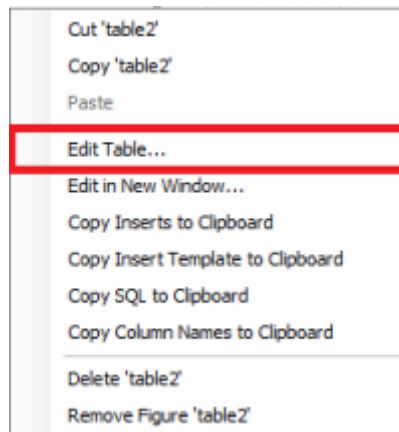 Cut 'table2'
Copy 'table2'
Paste
Edit Table...
Edit in New Window...
Copy Inserts to Clipboard
Copy Insert Template to Clipboard
Copy SQL to Clipboard
Copy Column Names to Clipboard
Delete 'table2'
Remove Figure 'table2'